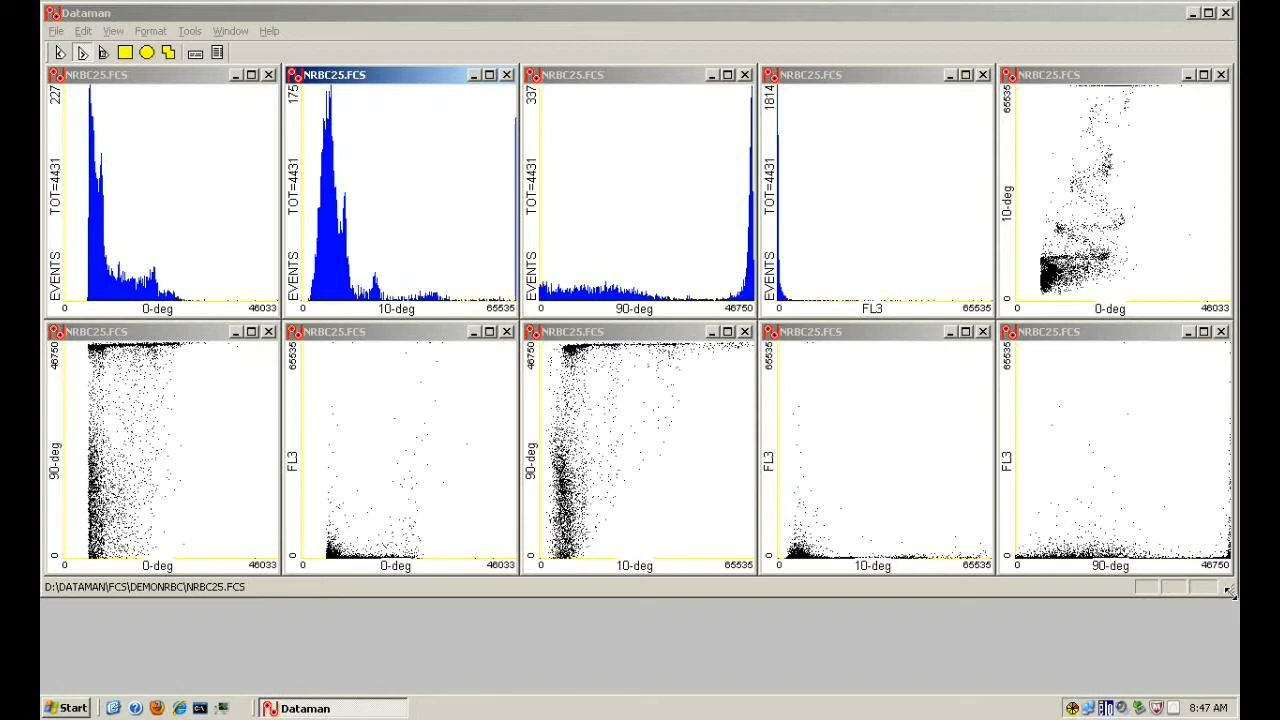 Dataman
File Edit View Format Tools Window Help
NRBC25.FCS
227
TOT=4431
EVENTS
0 0-deg 46033
NRBC25.FCS
175
TOT=4431
EVENTS
0 10-deg 65535
NRBC25.FCS
337
TOT=4431
EVENTS
0 90-deg 46750
NRBC25.FCS
1814
TOT=4431
EVENTS
0 FL3 65535
NRBC25.FCS
65535
10-deg
0
0 0-deg 46033
NRBC25.FCS
46750
90-deg
0
0 0-deg 46033
NRBC25.FCS
65535
FL3
0
0 0-deg 46033
NRBC25.FCS
46750
90-deg
0
0 10-deg 65535
NRBC25.FCS
65535
FL3
0
0 10-deg 65535
NRBC25.FCS
65535
FL3
0
0 90-deg 46750
D:\DATAMAN\FCS\DEMONRBC\NRBC25.FCS
Start Dataman 8:47 AM